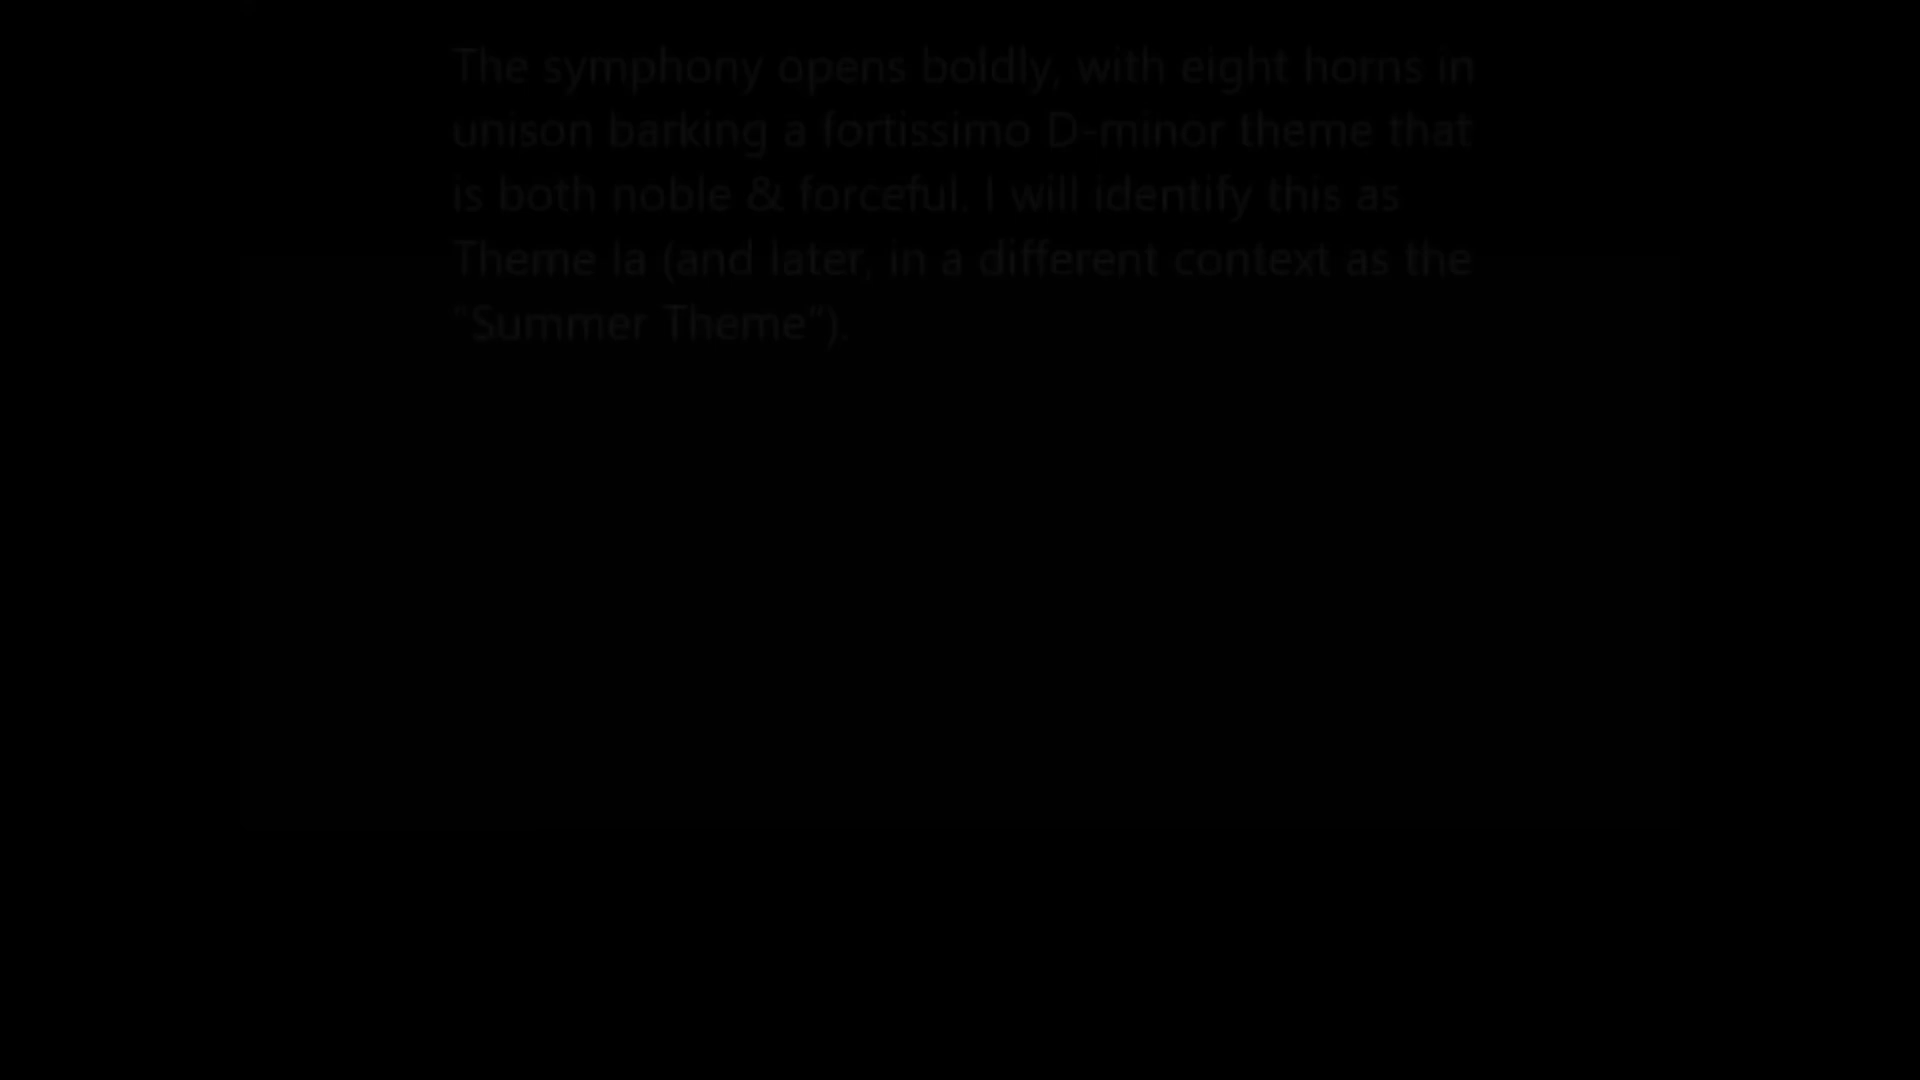 The symphony opens boldly, with eight horns in
unison barking a fortissimo D-minor theme that
is both noble & forceful. I will identify this as
Theme Ia (and later, in a different context as the
"Summer Theme").